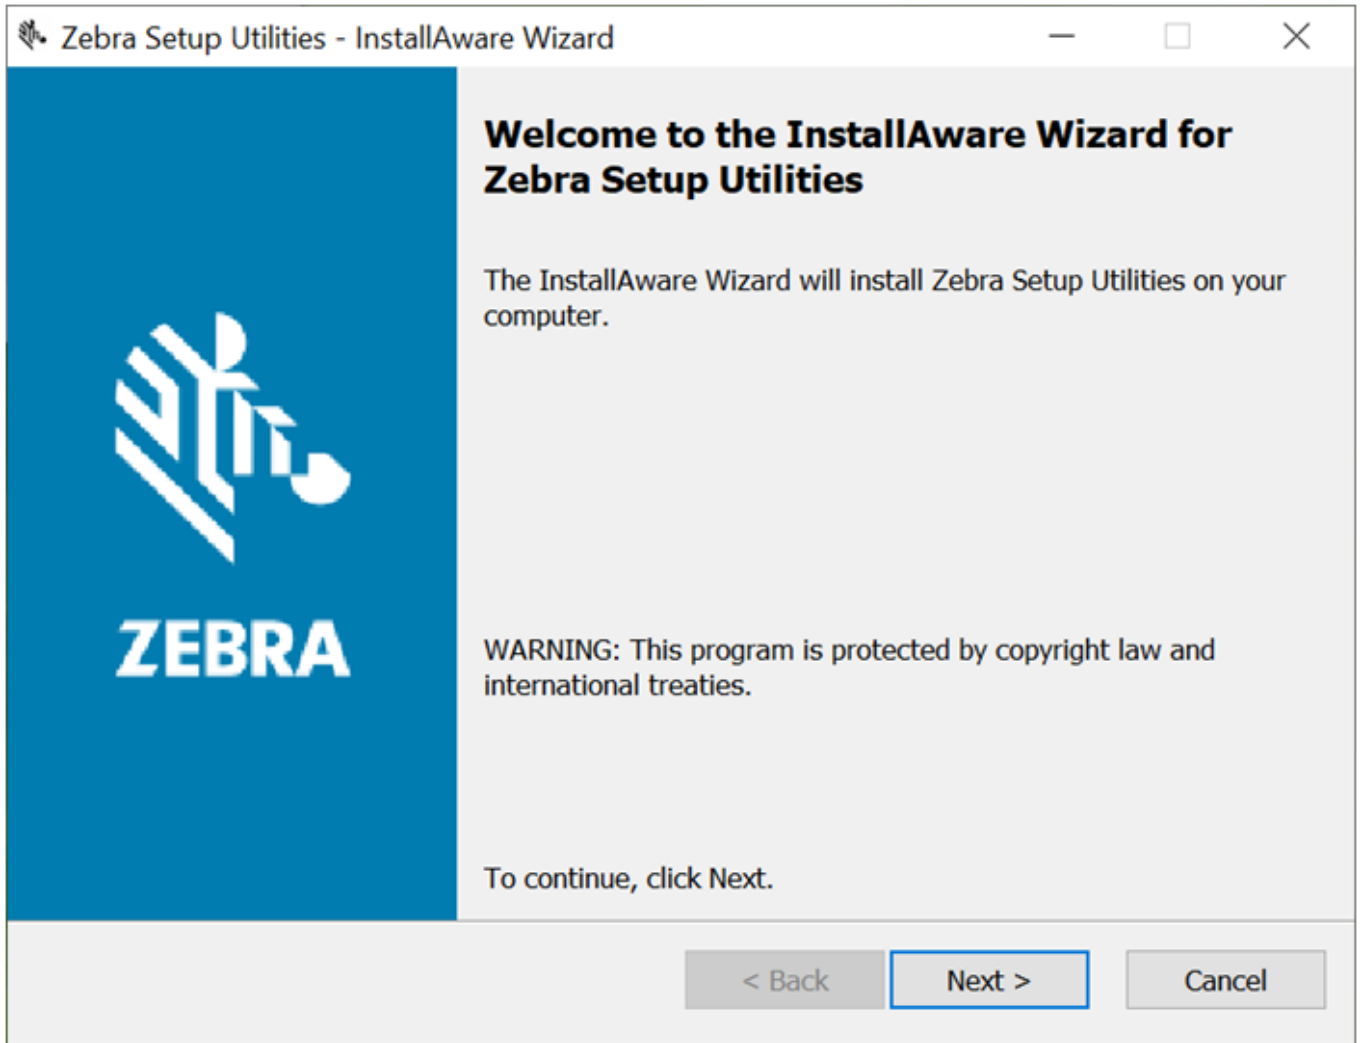 Zebra Setup Utilities - InstallAware Wizard
Welcome to the InstallAware Wizard for
Zebra Setup Utilities
The InstallAware Wizard will install Zebra Setup Utilities on your
computer.
ZEBRA
WARNING: This program is protected by copyright law and
international treaties.
To continue, click Next.
< Back
Next >
Cancel